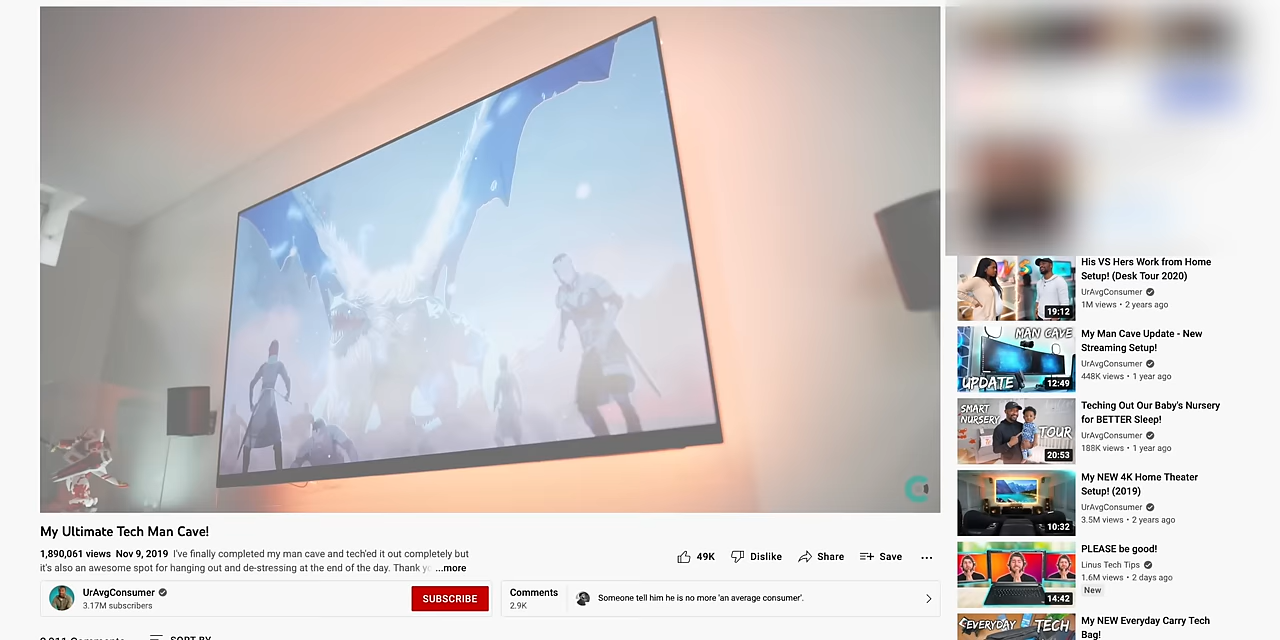 My Ultimate Tech Man Cave!
1,890,061 views Nov 9, 2019 I've finally completed my man cave and tech'ed it out completely but
it's also an awesome spot for hanging out and de-stressing at the end of the day. Thank ...more
49K Dislike Share Save
UrAvgConsumer
3.17M subscribers
SUBSCRIBE
Comments
2.9K
Someone tell him he is no more 'an average consumer'.
SORT BY
19:12
His VS Hers Work from Home
Setup! (Desk Tour 2020)
UrAvgConsumer
1M views • 2 years ago
MAN CAVE
UPDATE
12:49
My Man Cave Update - New
Streaming Setup!
UrAvgConsumer
448K views • 1 year ago
SMART
NURSERY
TOUR
20:53
Teching Out Our Baby's Nursery
for BETTER Sleep!
UrAvgConsumer
188K views • 1 year ago
10:32
My NEW 4K Home Theater
Setup! (2019)
UrAvgConsumer
3.5M views • 2 years ago
14:42
PLEASE be good!
Linus Tech Tips
1.6M views • 2 days ago
New
EVERYDAY TECH
My NEW Everyday Carry Tech
Bag!